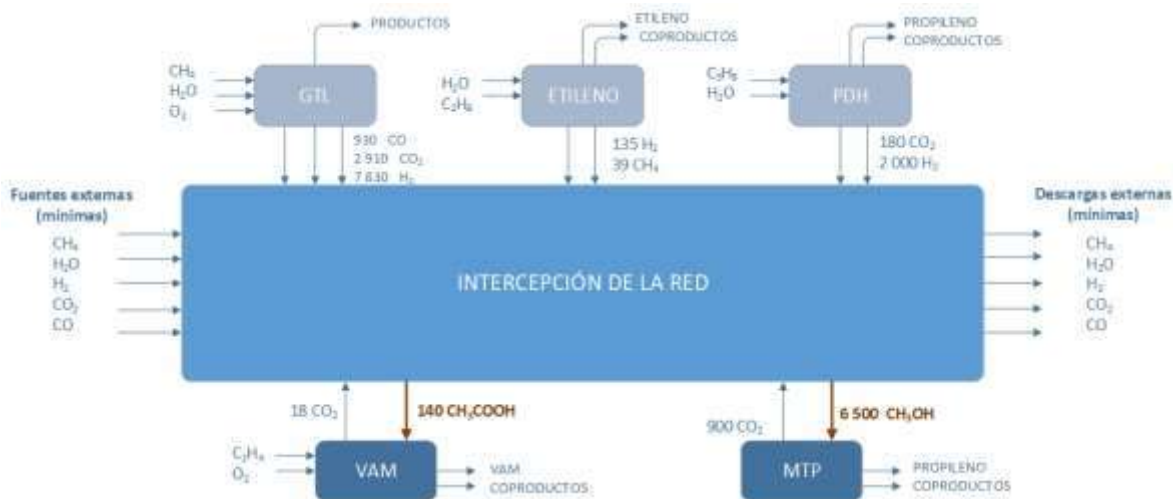 PRODUCTOS
ETILENO
COPRODUCTOS
PROPILENO
COPRODUCTOS
CH₄
H₂O
O₂
GTL
H₂O
C₂H₆
ETILENO
C₃H₈
H₂O
PDH
930 CO
2 910 CO₂
7 630 H₂
135 H₂
39 CH₄
180 CO₂
2 000 H₂
Fuentes externas
(mínimas)
CH₄
H₂O
H₂
CO₂
CO
INTERCEPCIÓN DE LA RED
Descargas externas
(mínimas)
CH₄
H₂O
H₂
CO₂
CO
18 CO₂
140 CH₃COOH
900 CO₂
6 500 CH₃OH
C₂H₄
O₂
VAM
VAM
COPRODUCTOS
MTP
PROPILENO
COPRODUCTOS